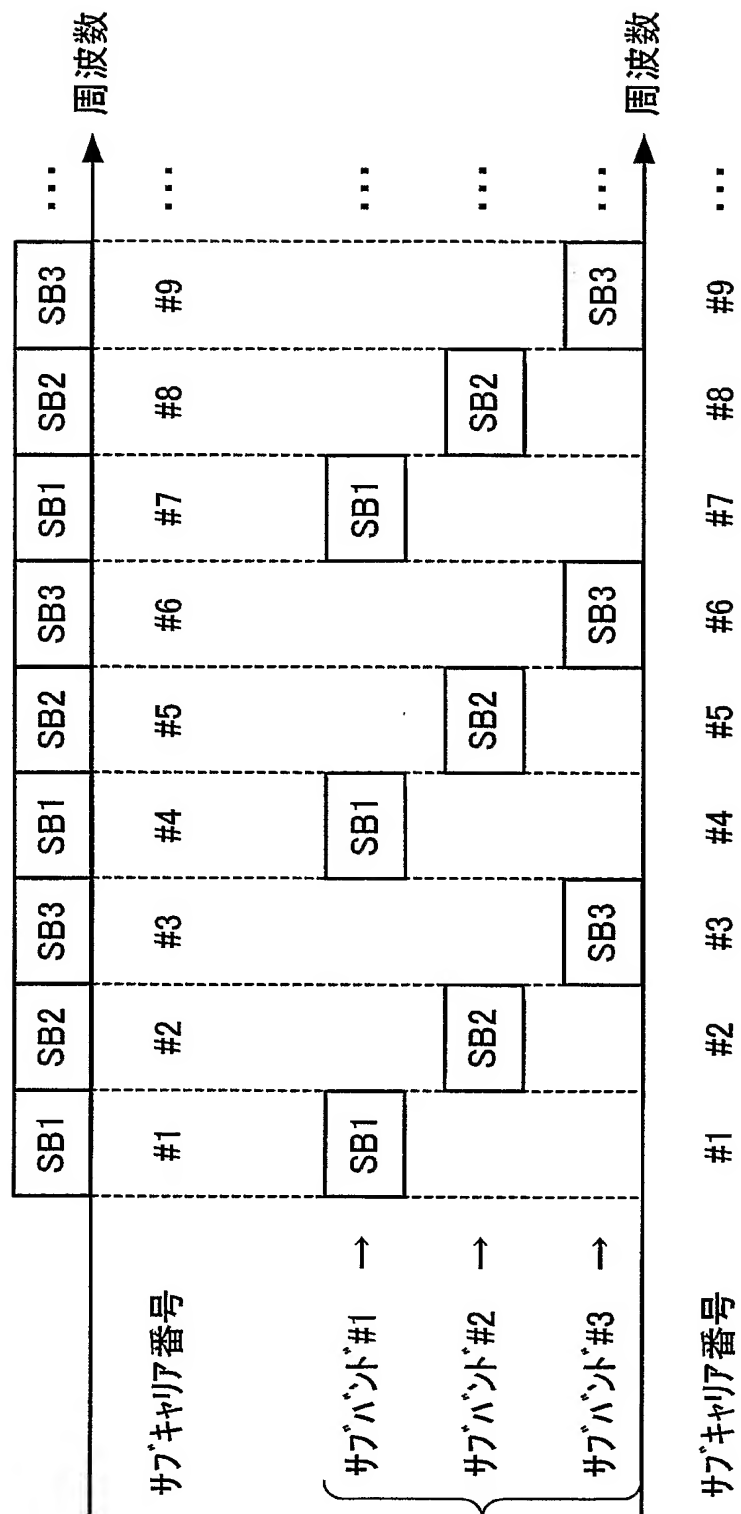 SB1 SB2 SB3 SB1 SB2 SB3 SB1 SB2 SB3 ...
周波数
サブキャリア番号 #1 #2 #3 #4 #5 #6 #7 #8 #9 ...
サブバンド#1 → SB1 SB1 SB1 ...
サブバンド#2 → SB2 SB2 SB2 ...
サブバンド#3 → SB3 SB3 SB3 ...
周波数
サブキャリア番号 #1 #2 #3 #4 #5 #6 #7 #8 #9 ...